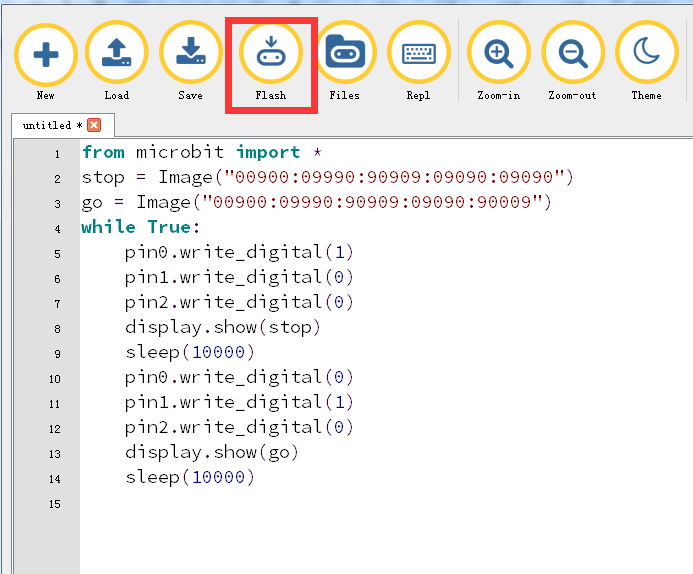 New Load Save Flash Files Repl Zoom-in Zoom-out Theme
untitled *
1 from microbit import *
2 stop = Image("00900:09990:90909:09090:09090")
3 go = Image("00900:09990:90909:09090:90009")
4 while True:
5     pin0.write_digital(1)
6     pin1.write_digital(0)
7     pin2.write_digital(0)
8     display.show(stop)
9     sleep(10000)
10     pin0.write_digital(0)
11     pin1.write_digital(1)
12     pin2.write_digital(0)
13     display.show(go)
14     sleep(10000)
15